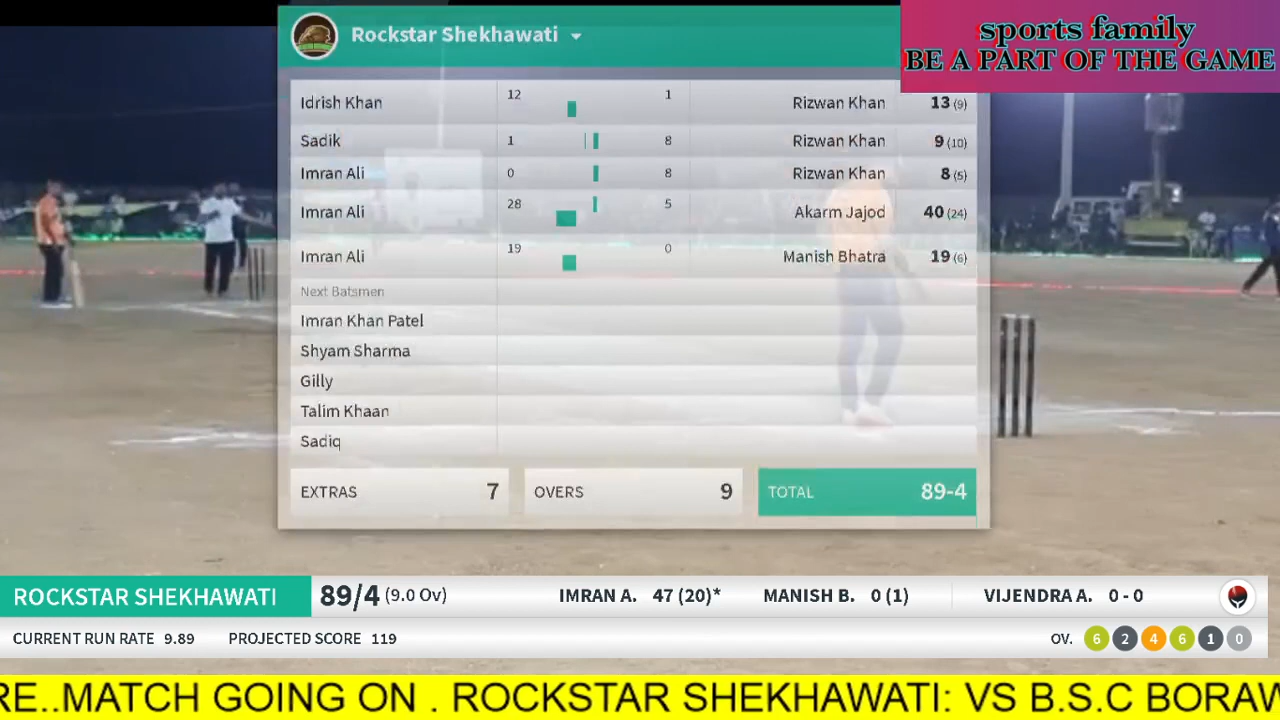 sports family
BE A PART OF THE GAME
Rockstar Shekhawati
Idrish Khan 12 1 Rizwan Khan 13 (9)
Sadik 1 8 Rizwan Khan 9 (10)
Imran Ali 0 8 Rizwan Khan 8 (5)
Imran Ali 28 5 Akarm Jajod 40 (24)
Imran Ali 19 0 Manish Bhatra 19 (6)
Next Batsmen
Imran Khan Patel
Shyam Sharma
Gilly
Talim Khaan
Sadiq
EXTRAS 7 OVERS 9 TOTAL 89-4
ROCKSTAR SHEKHAWATI 89/4 (9.0 Ov) IMRAN A. 47 (20)* MANISH B. 0 (1) VIJENDRA A. 0 - 0
CURRENT RUN RATE 9.89 PROJECTED SCORE 119 OV. 6 2 4 6 1 0
RE..MATCH GOING ON . ROCKSTAR SHEKHAWATI: VS B.S.C BORAW